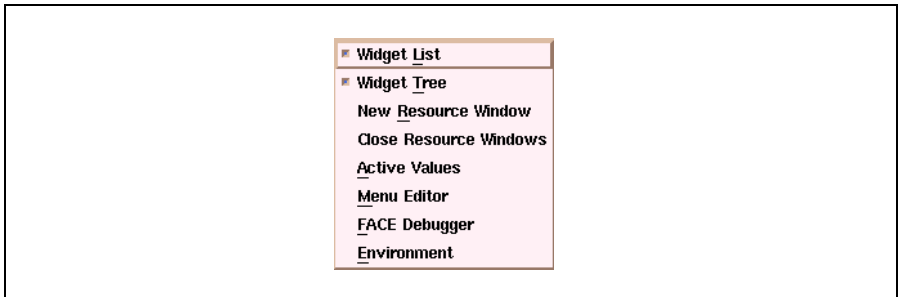 Widget List
Widget Tree
New Resource Window
Close Resource Windows
Active Values
Menu Editor
FACE Debugger
Environment